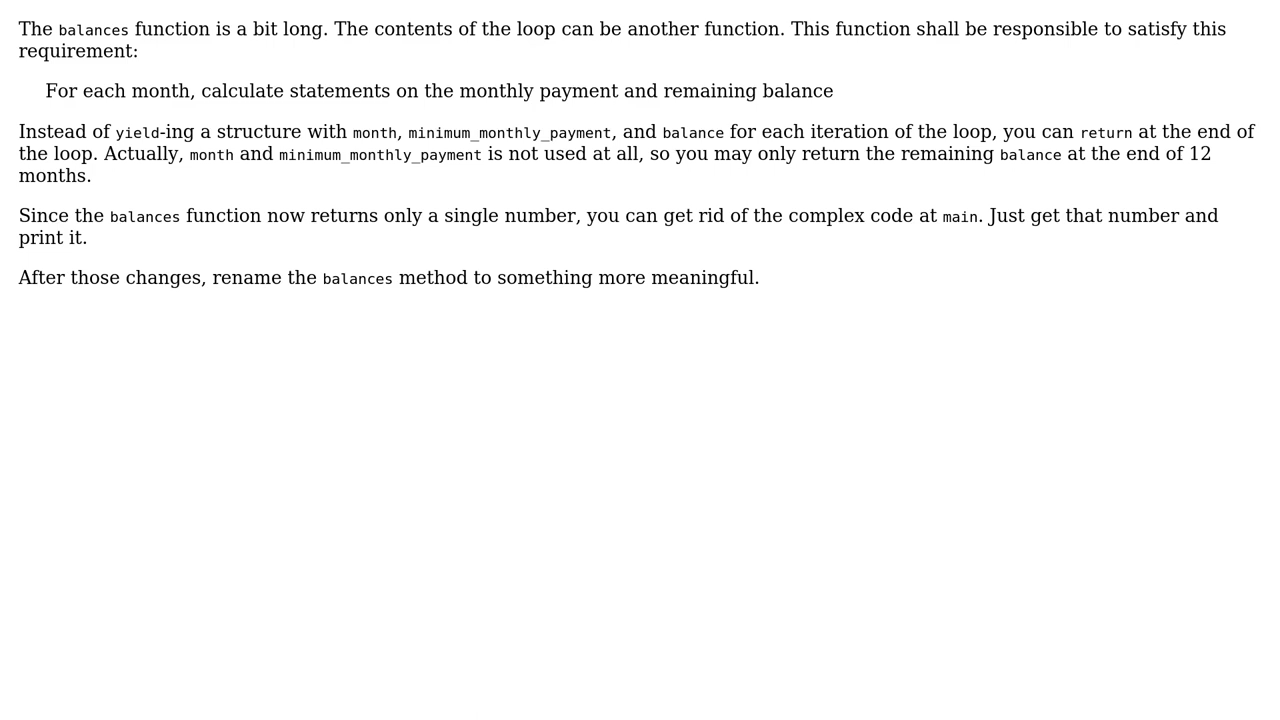 The balances function is a bit long. The contents of the loop can be another function. This function shall be responsible to satisfy this
requirement:
For each month, calculate statements on the monthly payment and remaining balance
Instead of yield-ing a structure with month, minimum_monthly_payment, and balance for each iteration of the loop, you can return at the end of
the loop. Actually, month and minimum_monthly_payment is not used at all, so you may only return the remaining balance at the end of 12
months.
Since the balances function now returns only a single number, you can get rid of the complex code at main. Just get that number and
print it.
After those changes, rename the balances method to something more meaningful.